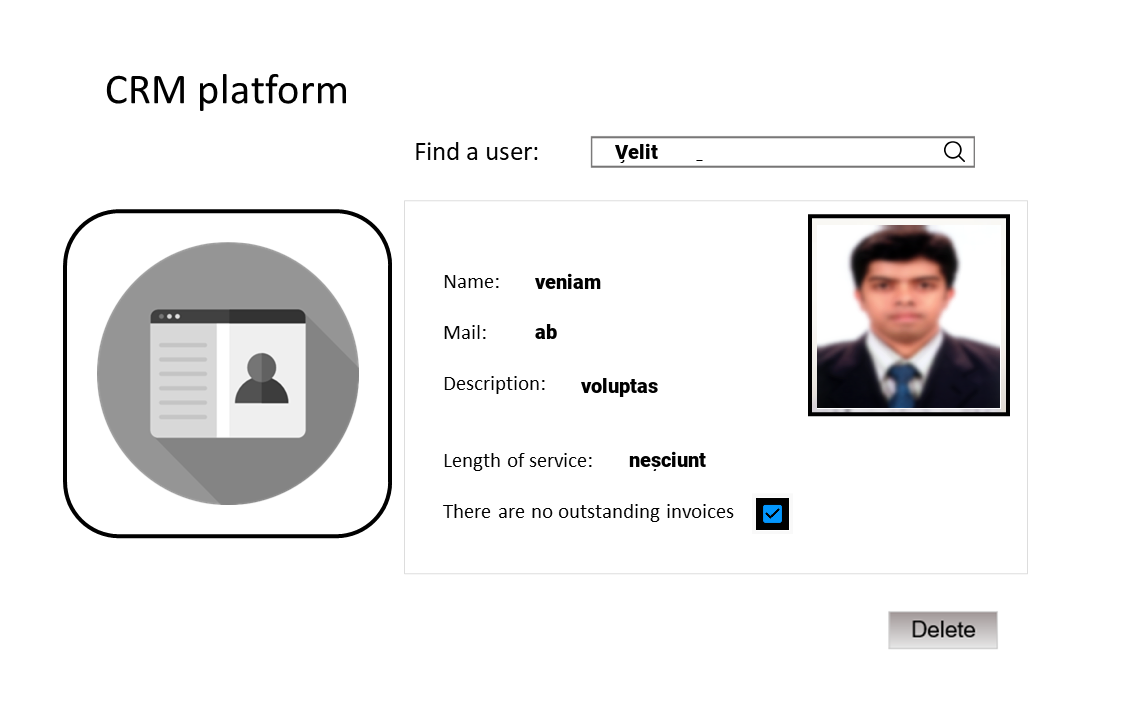 CRM platform
Find a user: Velit _
Name: veniam
Mail: ab
Description: voluptas
Length of service: nesciunt
There are no outstanding invoices
Delete